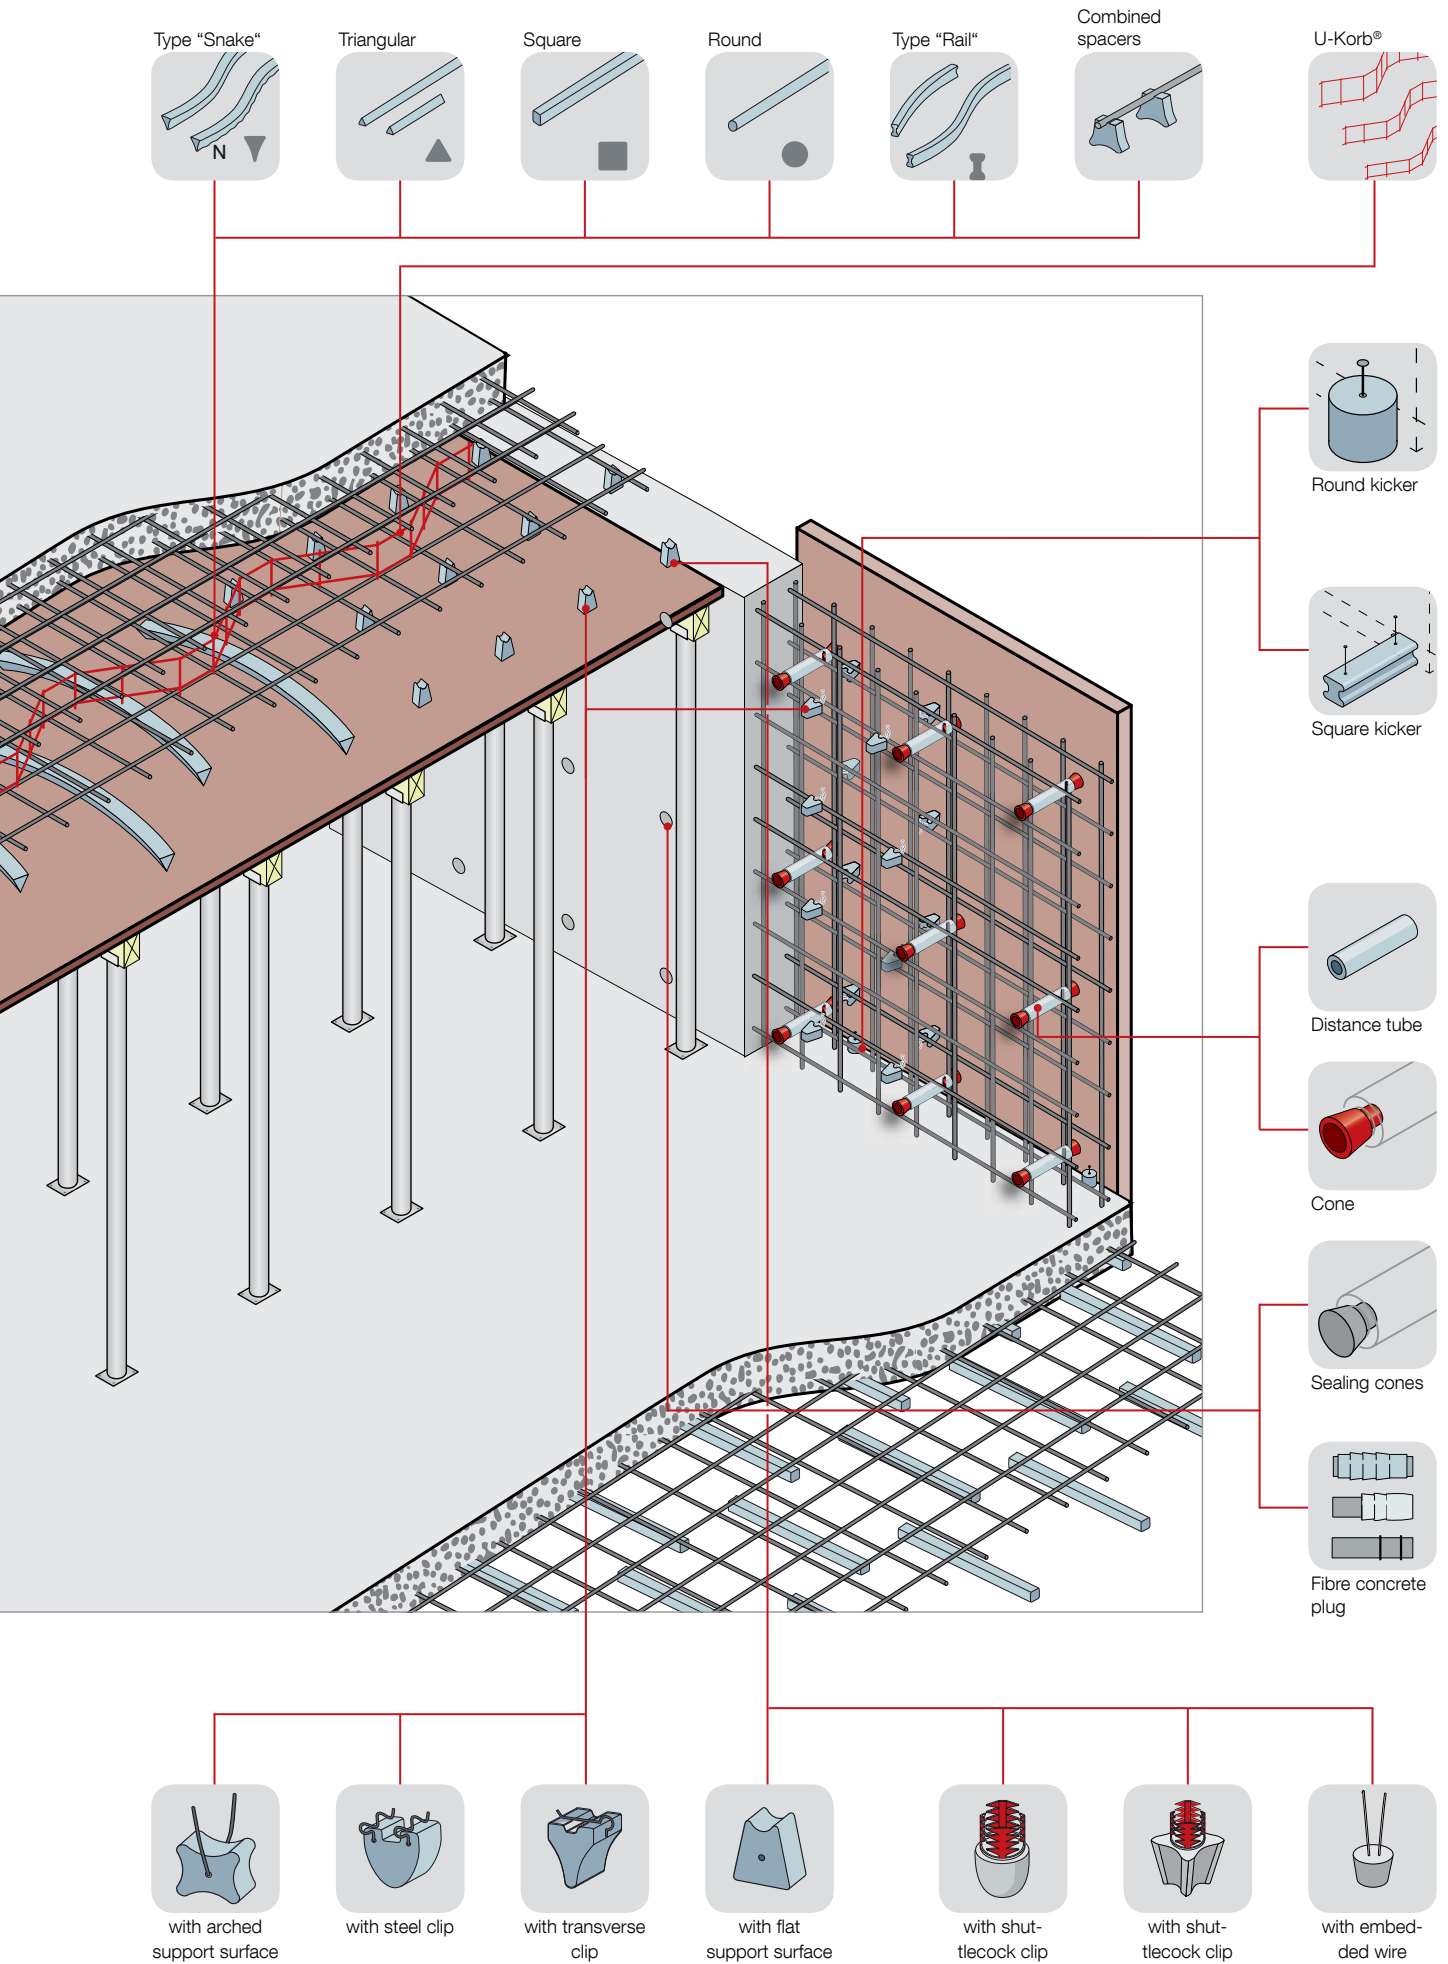 Type “Snake“
Triangular
Square
Round
Type “Rail“
Combined
spacers
U-Korb®
N
Round kicker
Square kicker
Distance tube
Cone
Sealing cones
Fibre concrete
plug
with arched
support surface
with steel clip
with transverse
clip
with flat
support surface
with shut-
tlecock clip
with shut-
tlecock clip
with embed-
ded wire